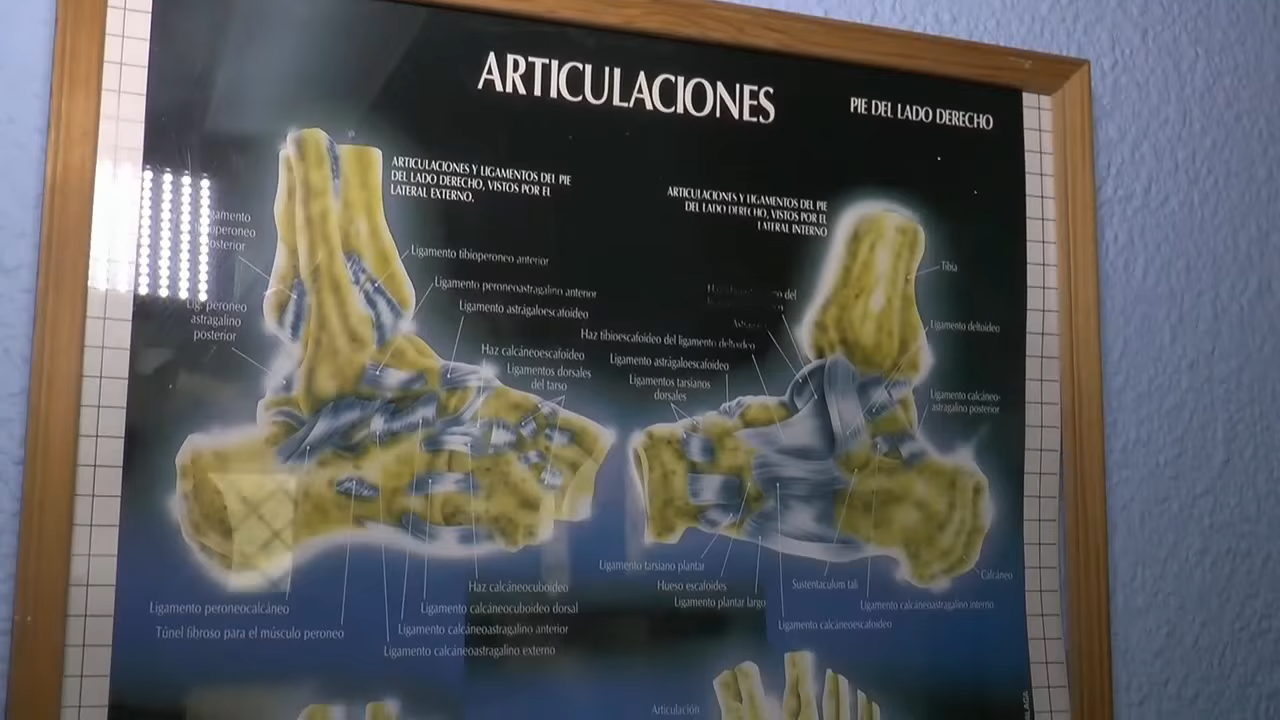 ARTICULACIONES
PIE DEL LADO DERECHO
ARTICULACIONES Y LIGAMENTOS DEL PIE
DEL LADO DERECHO, VISTOS POR EL
LATERAL EXTERNO.
posterior
Lig. peroneo
astragalino
posterior
Ligamento tibioperoneo anterior
Ligamento peroneoastragalino anterior
Ligamento astrágaloescafoideo
Haz calcáneoescafoideo
Ligamentos dorsales
del tarso
Ligamento peroneocalcáneo
Túnel fibroso para el músculo peroneo
Haz calcáneocuboideo
Ligamento calcáneocuboideo dorsal
Ligamento calcáneoastragalino anterior
Ligamento calcáneoastragalino externo
ARTICULACIONES Y LIGAMENTOS DEL PIE
DEL LADO DERECHO, VISTOS POR EL
LATERAL INTERNO
del
Haz tibioescafoideo del ligamento deltoideo
Ligamento astrágaloescafoideo
Ligamentos tarsianos
dorsales
Tibia
Ligamento deltoideo
Ligamento calcáneo-
astragalino posterior
Calcáneo
Ligamento tarsiano plantar
Hueso escafoides
Ligamento plantar largo
Sustentaculum tali
Ligamento calcáneoastragalino interno
Ligamento calcáneoescafoideo
Articulación